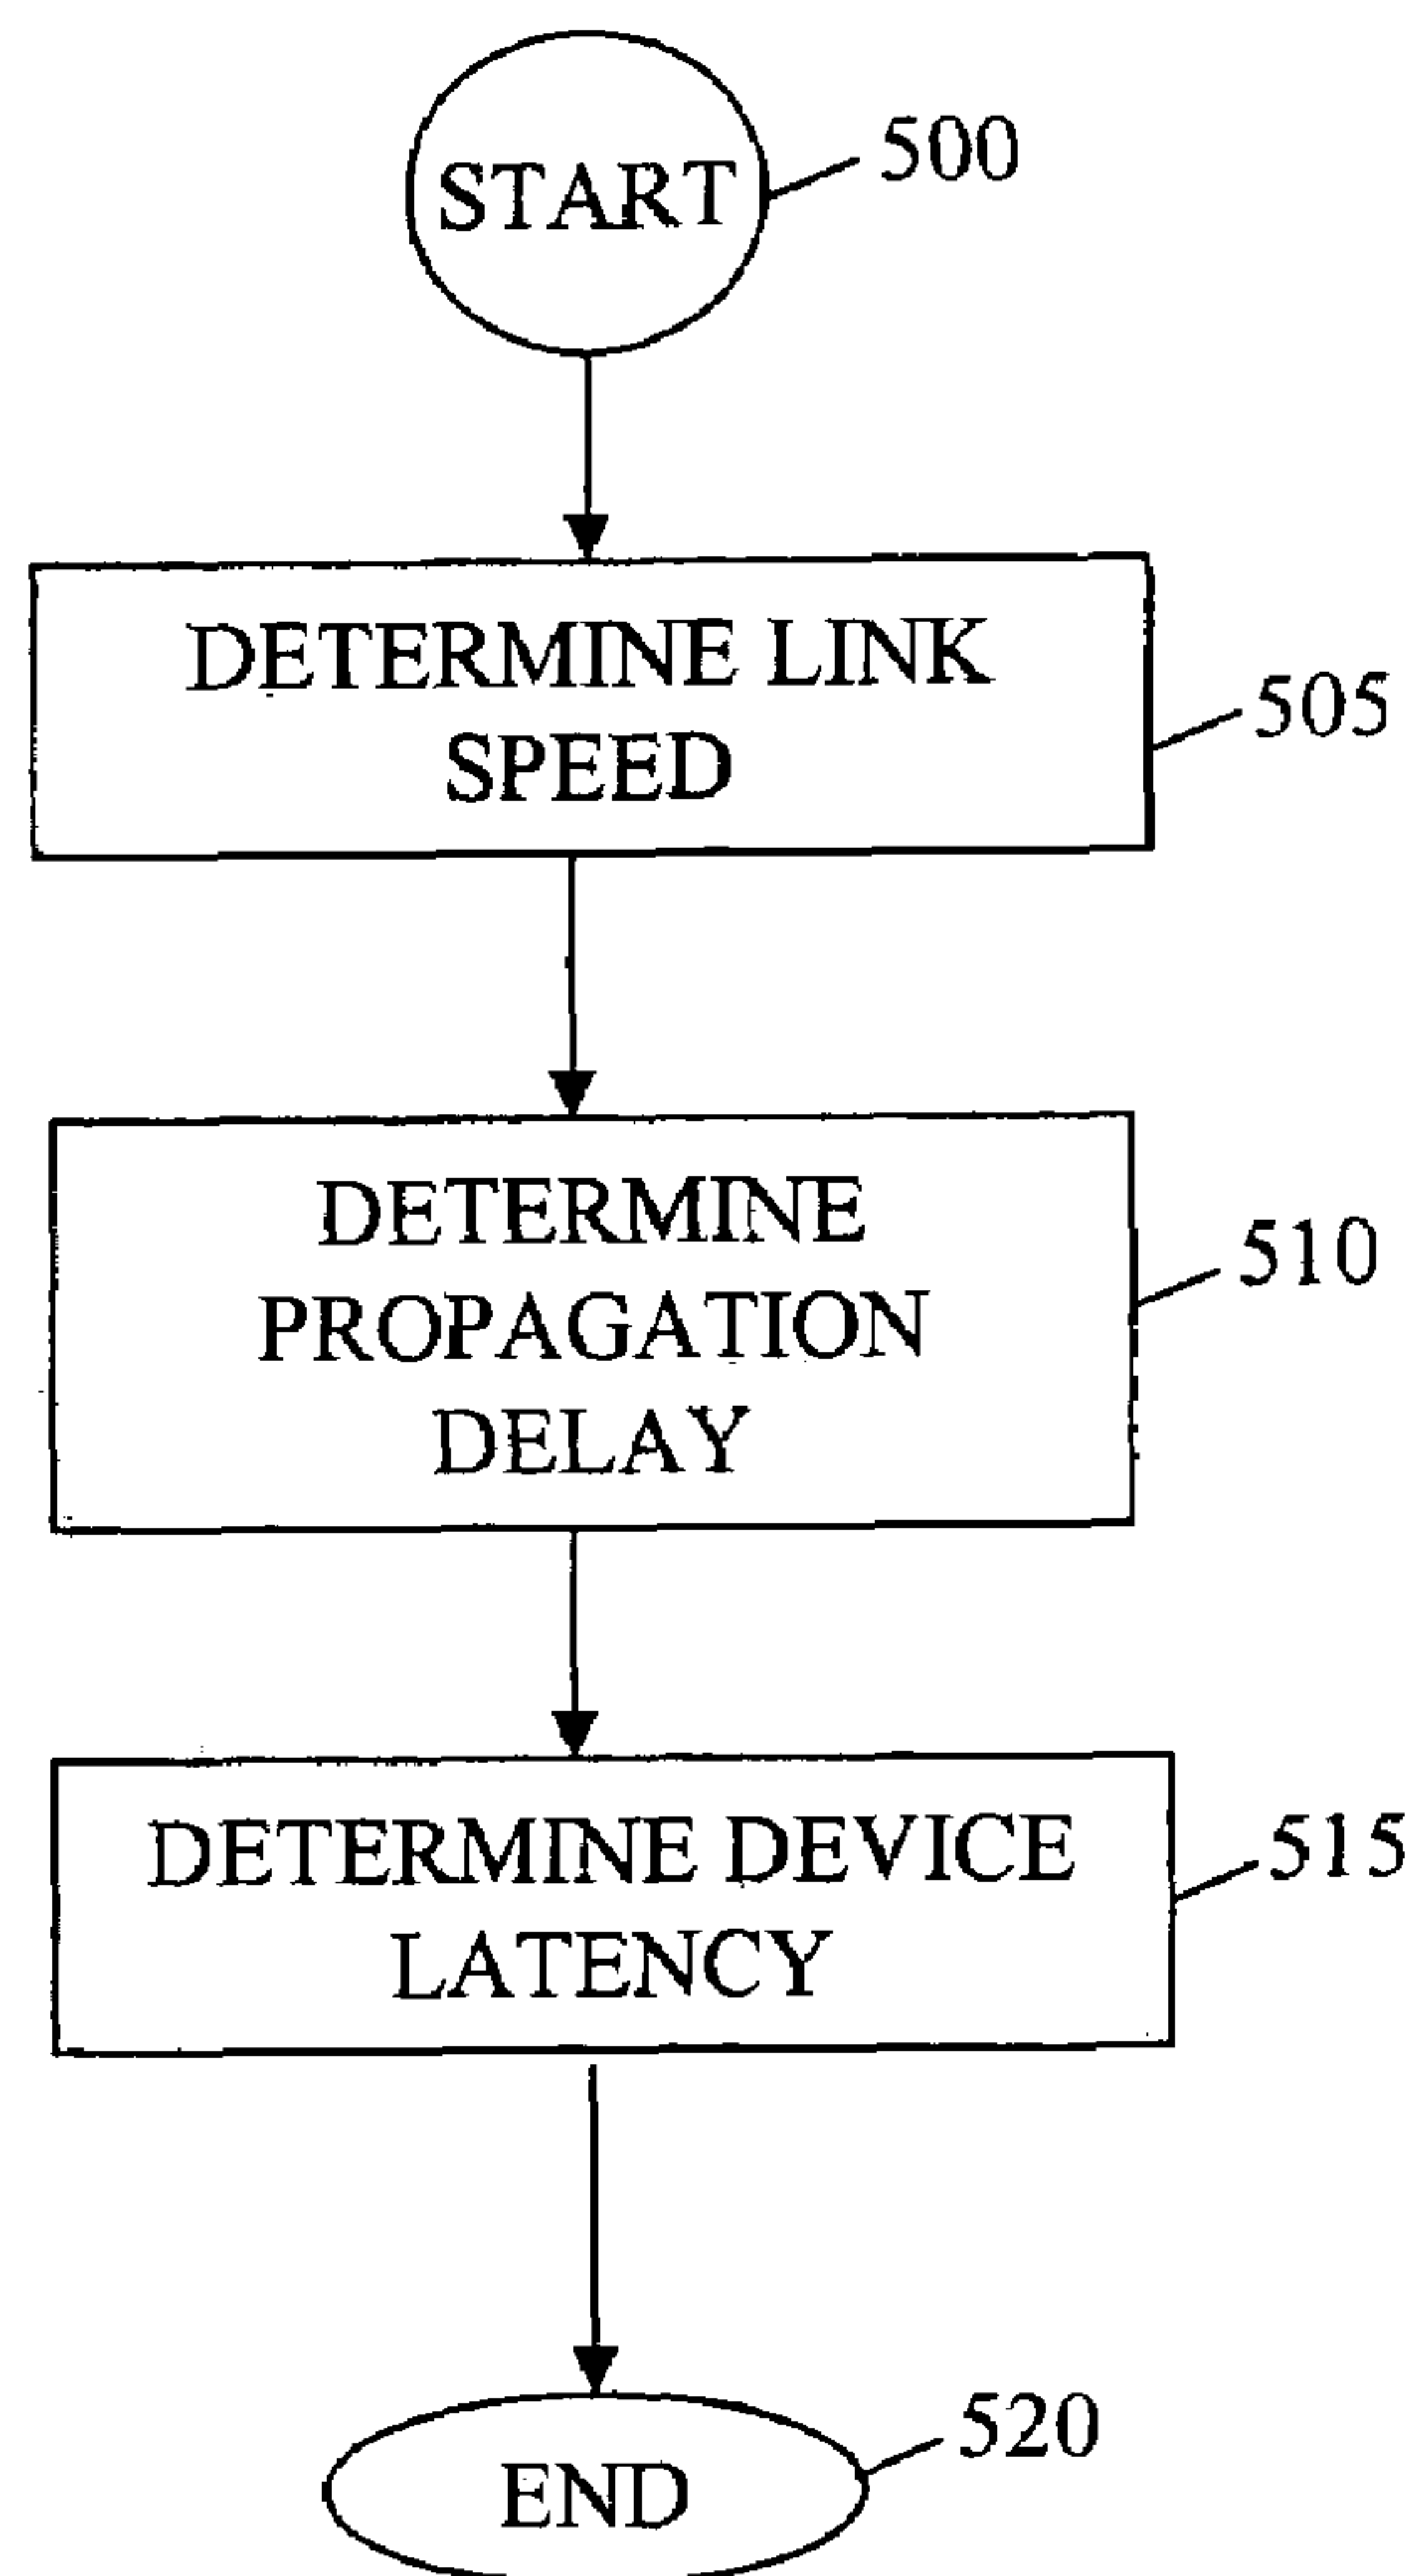 START
500
DETERMINE LINK
SPEED
505
DETERMINE
PROPAGATION
DELAY
510
DETERMINE DEVICE
LATENCY
515
END
520